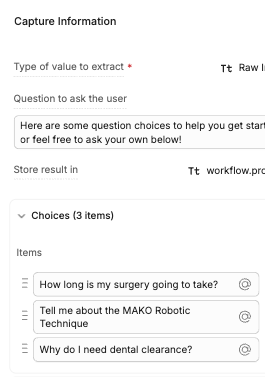 Capture Information
Type of value to extract *
Tt Raw
Question to ask the user
Here are some question choices to help you get
or feel free to ask your own below!
Store result in
Tt workflow.
Choices (3 items)
Items
How long is my surgery going to take? @
Tell me about the MAKO Robotic
Technique @
Why do I need dental clearance? @